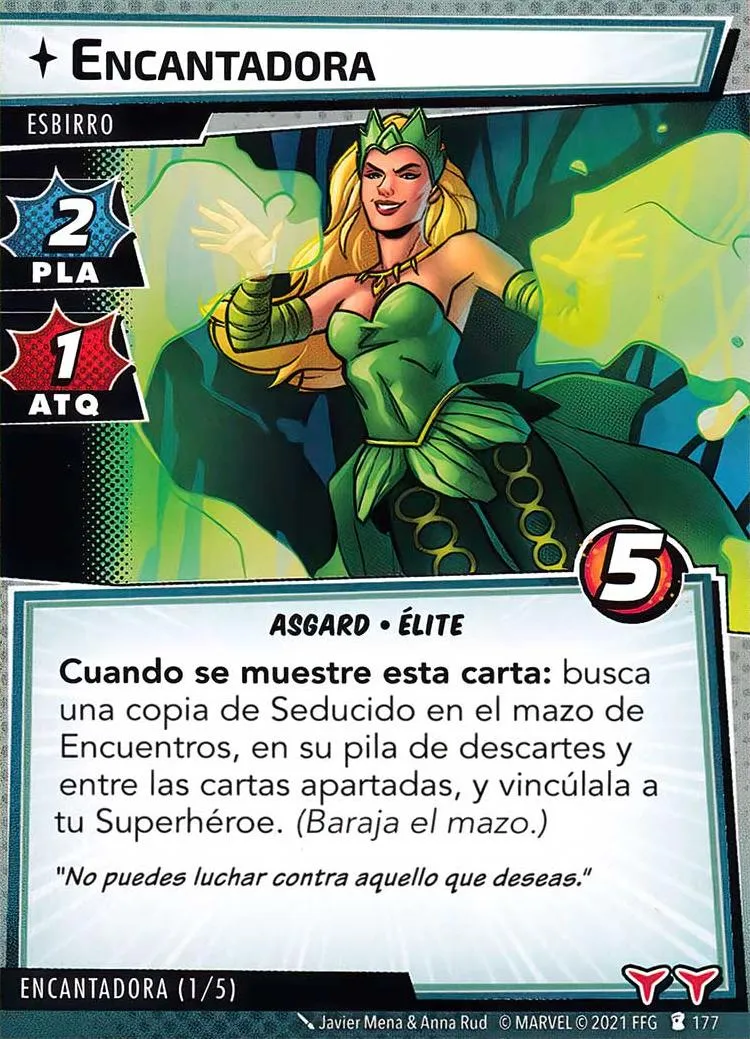 ENCANTADORA
ESBIRRO
2
PLA
1
ATQ
5
ASGARD • ÉLITE
Cuando se muestre esta carta: busca
una copia de Seducido en el mazo de
Encuentros, en su pila de descartes y
entre las cartas apartadas, y vincúlala a
tu Superhéroe. (Baraja el mazo.)
"No puedes luchar contra aquello que deseas."
ENCANTADORA (1/5)
Javier Mena & Anna Rud © MARVEL © 2021 FFG 177